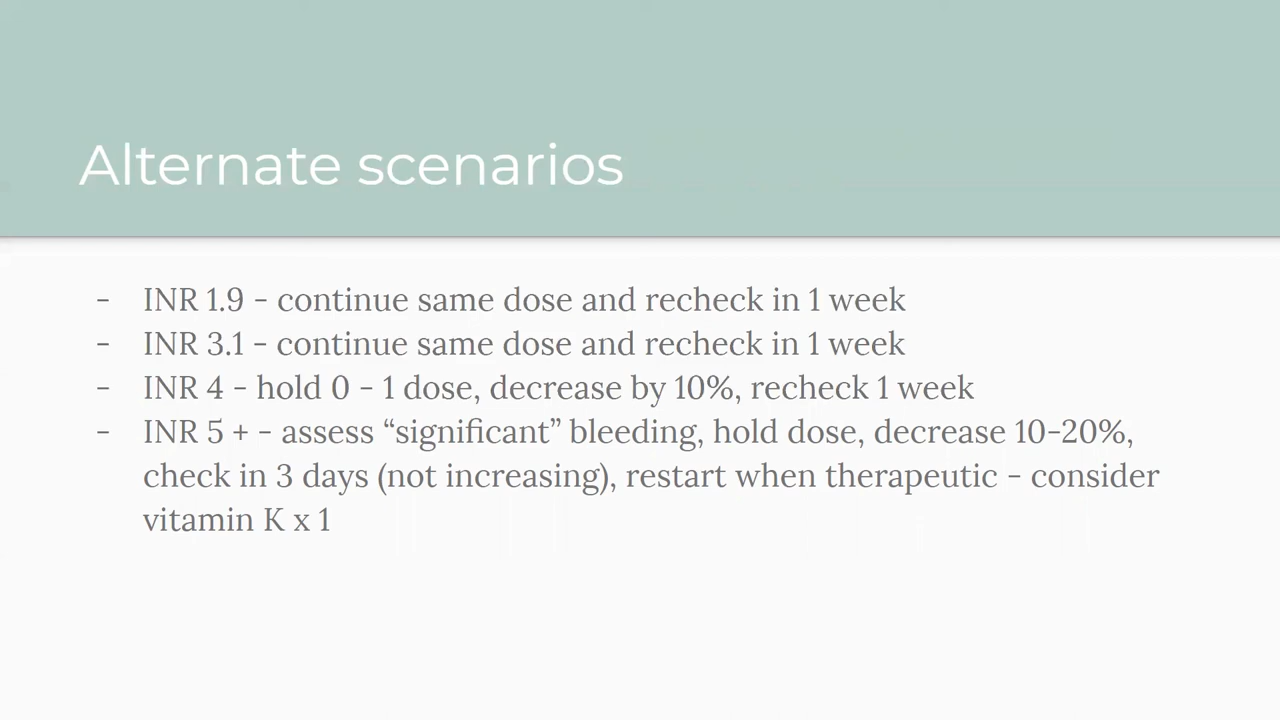 Alternate scenarios
- INR 1.9 - continue same dose and recheck in 1 week
- INR 3.1 - continue same dose and recheck in 1 week
- INR 4 - hold 0 - 1 dose, decrease by 10%, recheck 1 week
- INR 5 + - assess “significant” bleeding, hold dose, decrease 10-20%,
check in 3 days (not increasing), restart when therapeutic - consider
vitamin K x 1